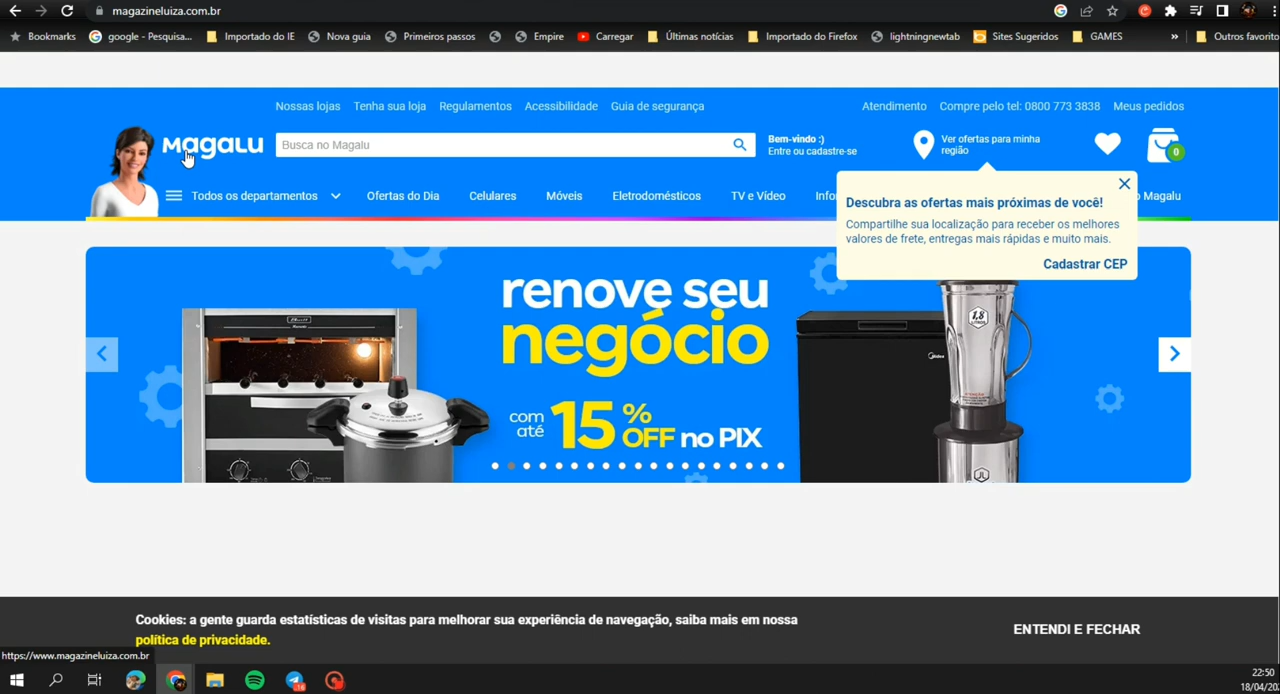 magazineluiza.com.br
Bookmarks google - Pesquisa... Importado do IE Nova guia Primeiros passos Empire Carregar Últimas notícias Importado do Firefox lightningnewtab Sites Sugeridos GAMES » Outros favorito
Nossas lojas Tenha sua loja Regulamentos Acessibilidade Guia de segurança Atendimento Compre pelo tel: 0800 773 3838 Meus pedidos
MAGALU
Busca no Magalu
Bem-vindo :)
Entre ou cadastre-se
Ver ofertas para minha
região
0
Todos os departamentos Ofertas do Dia Celulares Móveis Eletrodomésticos TV e Vídeo Magalu
Descubra as ofertas mais próximas de você!
Compartilhe sua localização para receber os melhores
valores de frete, entregas mais rápidas e muito mais.
Cadastrar CEP
renove seu
negócio
com
até 15% OFF no PIX
1,8
Midea
Cookies: a gente guarda estatísticas de visitas para melhorar sua experiência de navegação, saiba mais em nossa
política de privacidade.
ENTENDI E FECHAR
https://www.magazineluiza.com.br
22:50